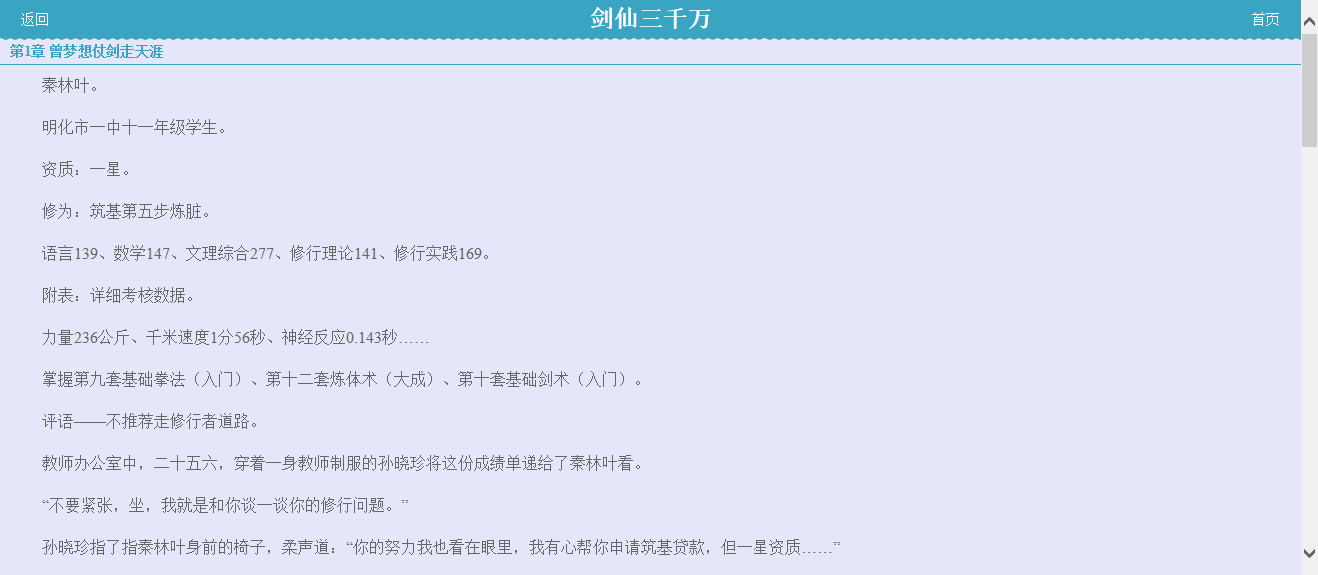 返回
剑仙三千万
首页
第1章 曾梦想仗剑走天涯
秦林叶。
明化市一中十一年级学生。
资质：一星。
修为：筑基第五步炼脏。
语言139、数学147、文理综合277、修行理论141、修行实践169。
附表：详细考核数据。
力量236公斤、千米速度1分56秒、神经反应0.143秒……
掌握第九套基础拳法（入门）、第十二套炼体术（大成）、第十套基础剑术（入门）。
评语——不推荐走修行者道路。
教师办公室中，二十五六，穿着一身教师制服的孙晓珍将这份成绩单递给了秦林叶看。
“不要紧张，坐，我就是和你谈一谈你的修行问题。”
孙晓珍指了指秦林叶身前的椅子，柔声道：“你的努力我也看在眼里，我有心帮你申请筑基贷款，但一星资质……”